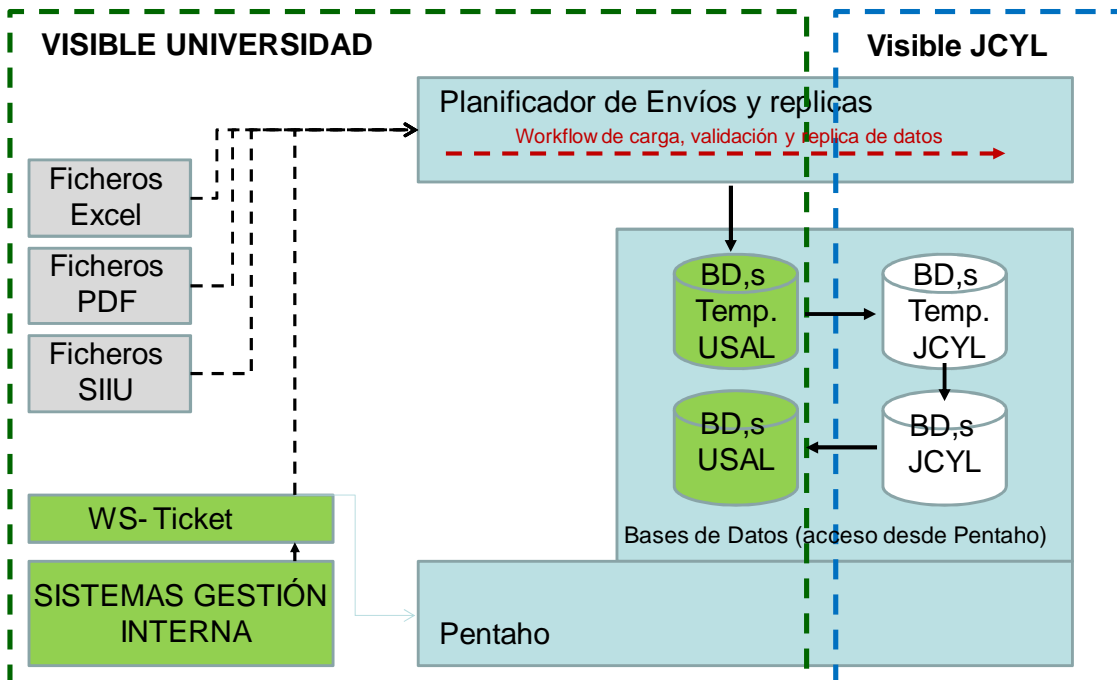 VISIBLE UNIVERSIDAD
Visible JCYL
Planificador de Envíos y replicas
Workflow de carga, validación y replica de datos
Ficheros
Excel
Ficheros
PDF
Ficheros
SIIU
BD,s
Temp.
USAL
BD,s
Temp.
JCYL
BD,s
USAL
BD,s
JCYL
Bases de Datos (acceso desde Pentaho)
WS- Ticket
SISTEMAS GESTIÓN
INTERNA
Pentaho